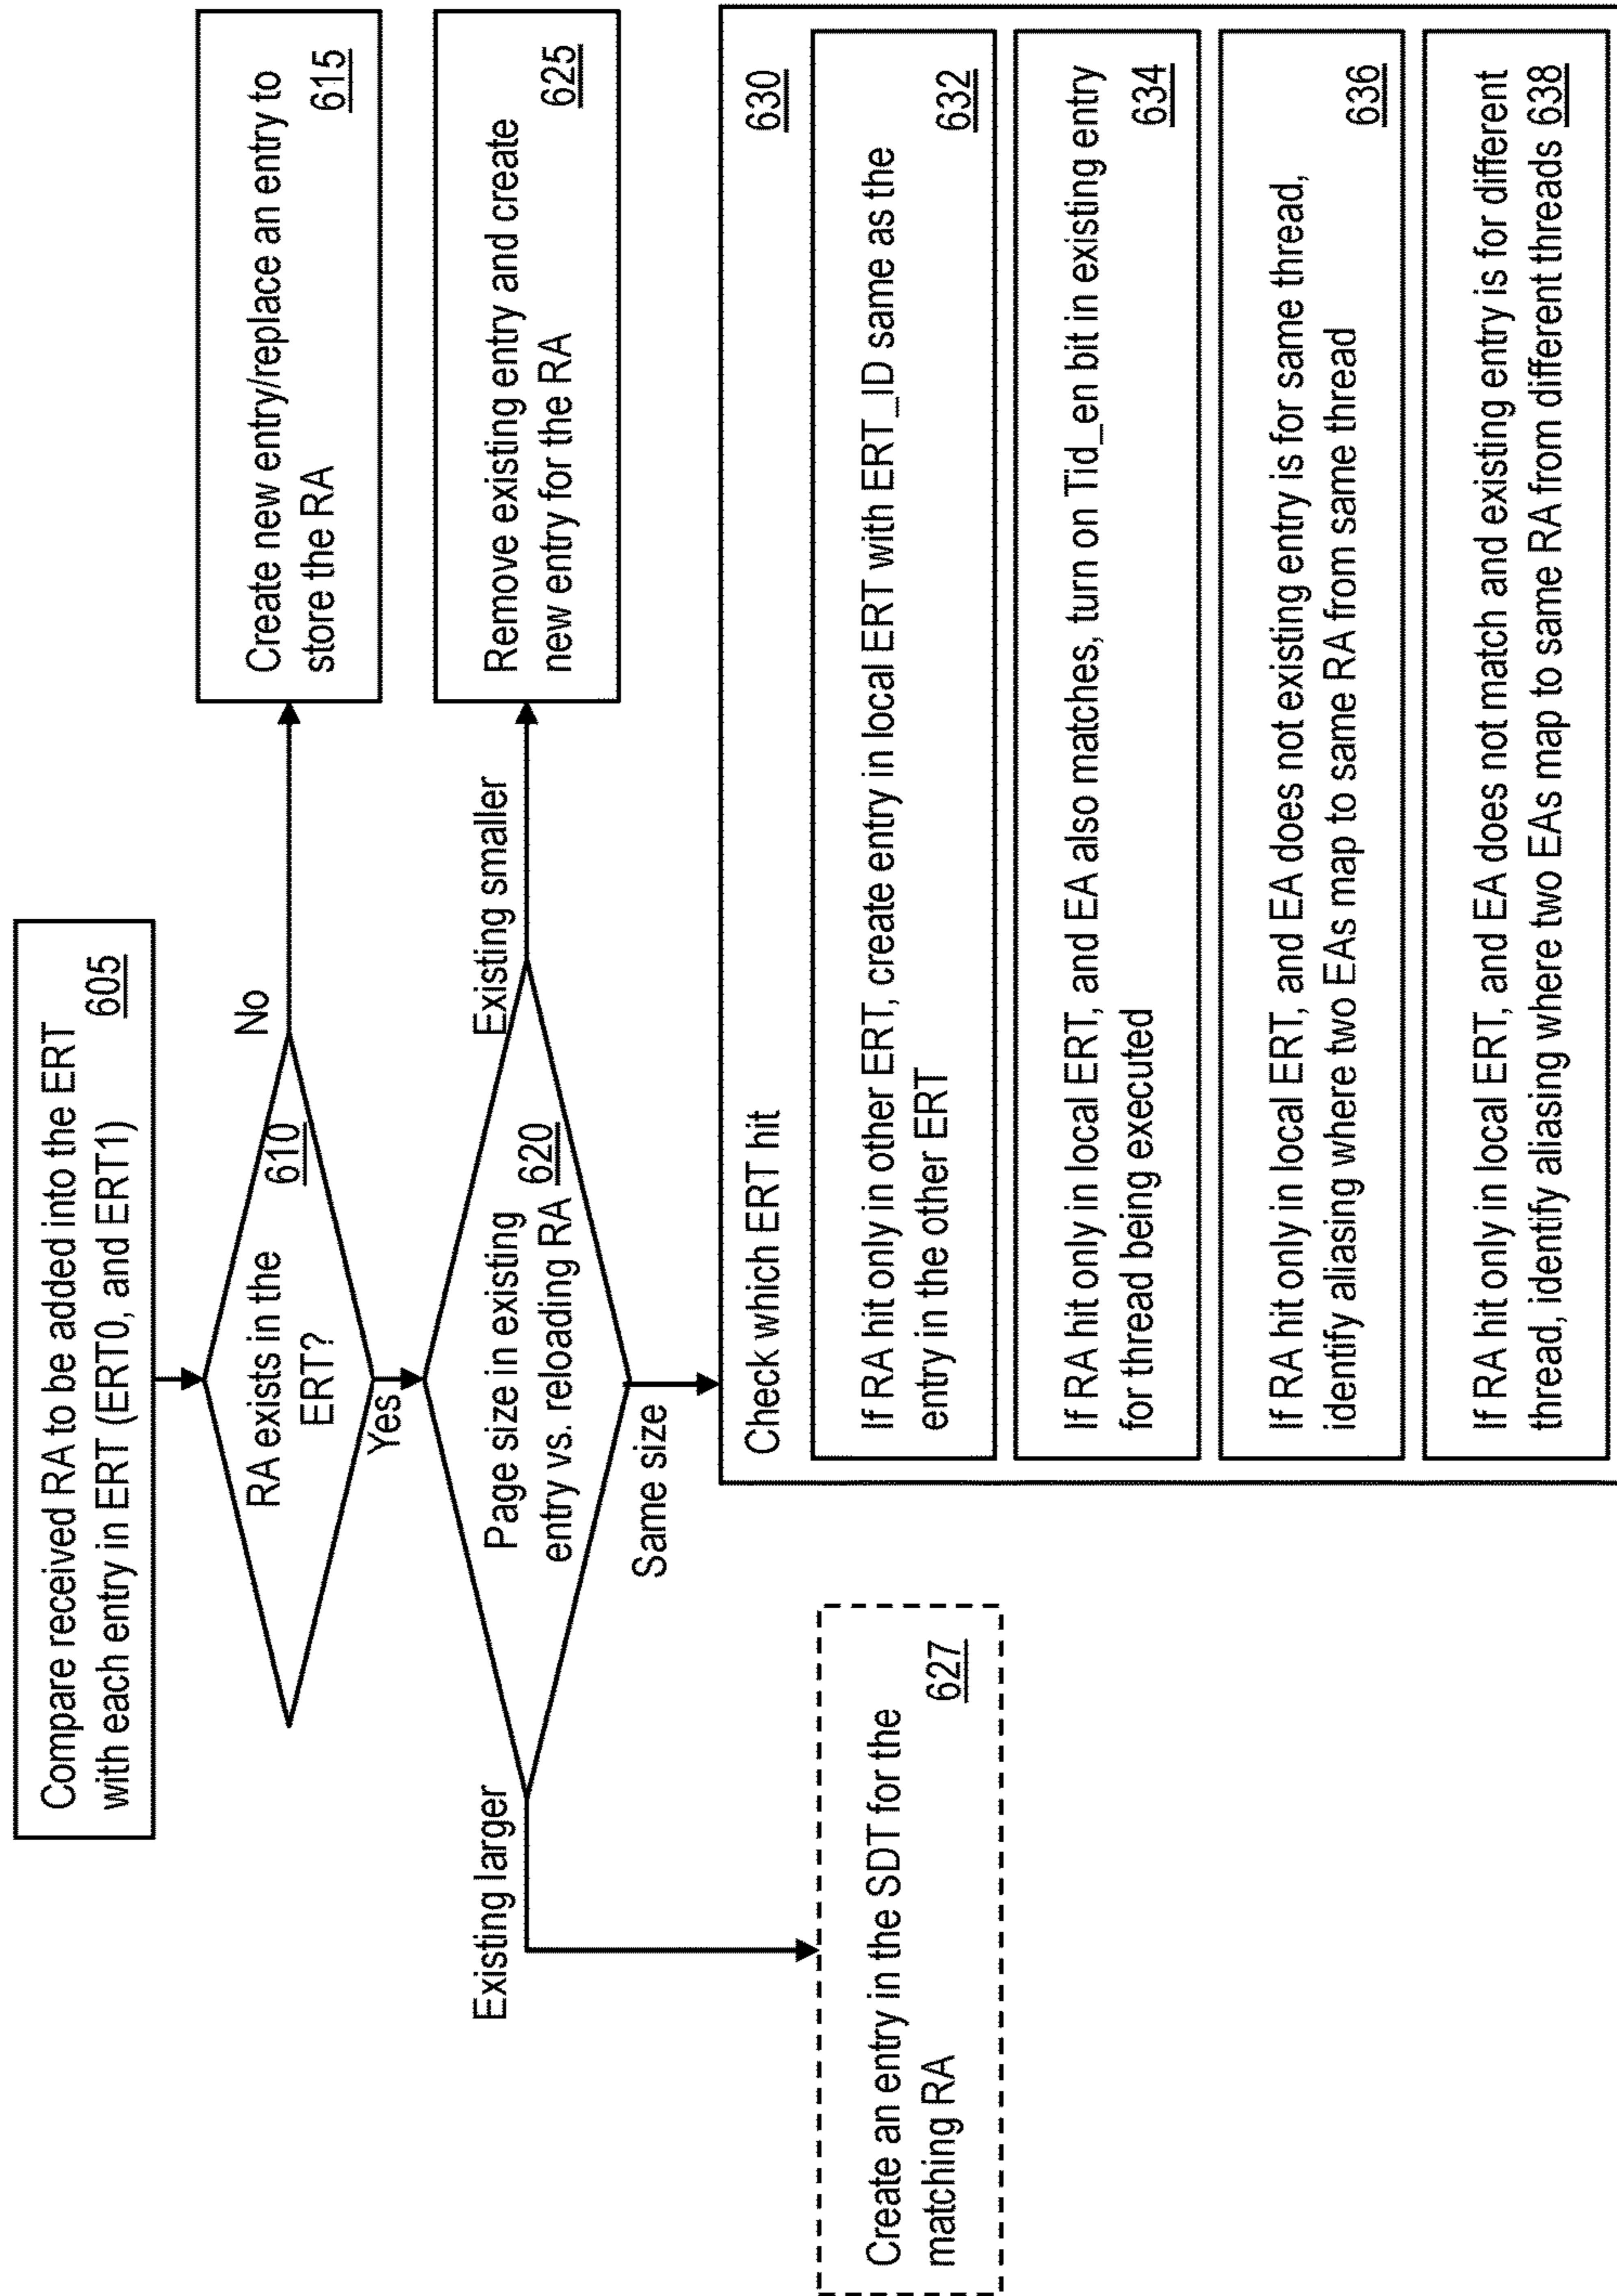 Compare received RA to be added into the ERT
with each entry in ERT (ERT0, and ERT1) 605
RA exists in the 610
ERT?
No
Create new entry/replace an entry to
store the RA 615
Yes
Page size in existing
entry vs. reloading RA 620
Existing smaller
Remove existing entry and create
new entry for the RA 625
Existing larger
Create an entry in the SDT for the
matching RA 627
Same size
Check which ERT hit 630
If RA hit only in other ERT, create entry in local ERT with ERT_ID same as the
entry in the other ERT 632
If RA hit only in local ERT, and EA also matches, turn on Tid_en bit in existing entry
for thread being executed 634
If RA hit only in local ERT, and EA does not existing entry is for same thread,
identify aliasing where two EAs map to same RA from same thread 636
If RA hit only in local ERT, and EA does not match and existing entry is for different
thread, identify aliasing where two EAs map to same RA from different threads 638